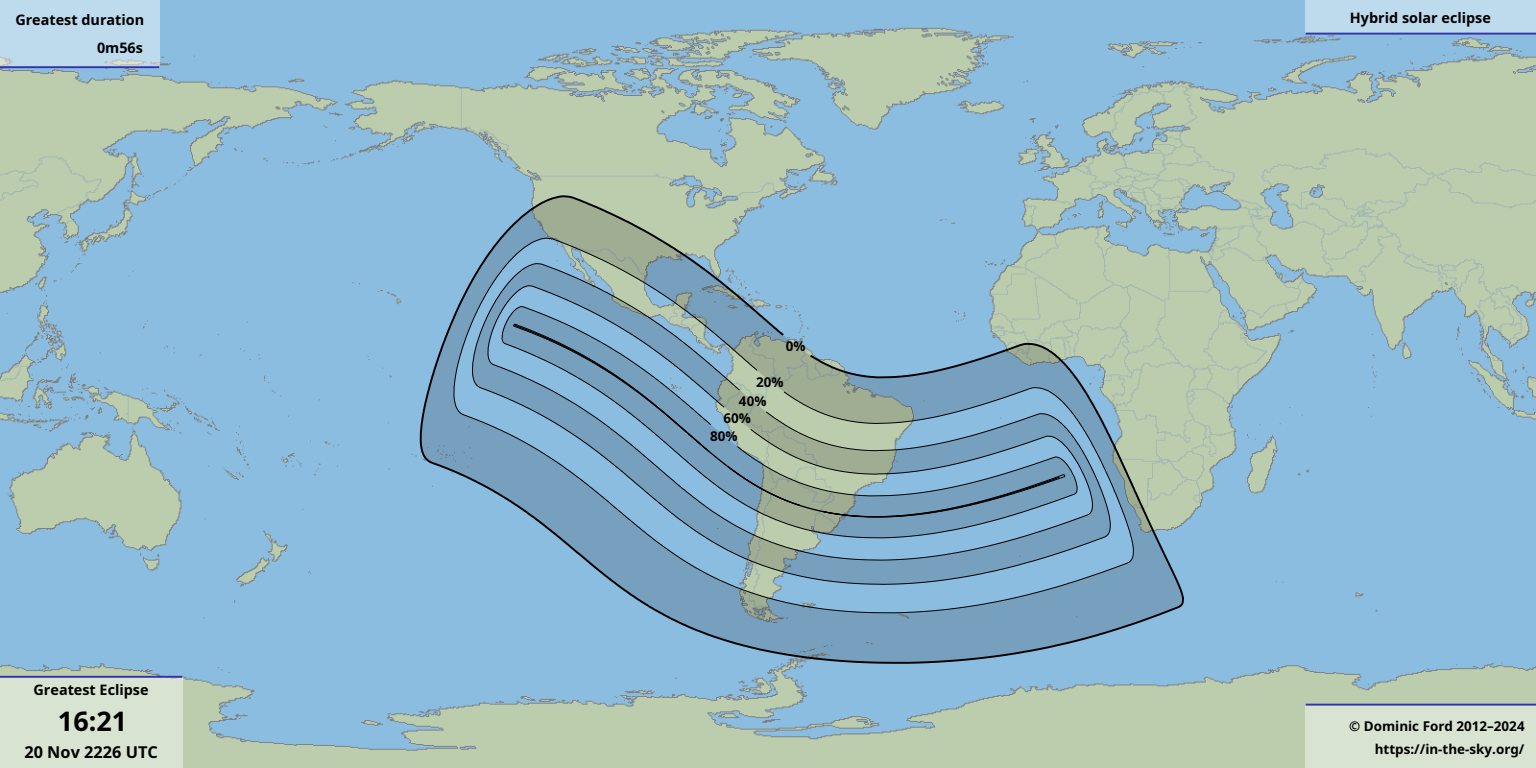 Greatest duration
0m56s
Hybrid solar eclipse
0%
20%
40%
60%
80%
Greatest Eclipse
16:21
20 Nov 2226 UTC
© Dominic Ford 2012–2024
https://in-the-sky.org/